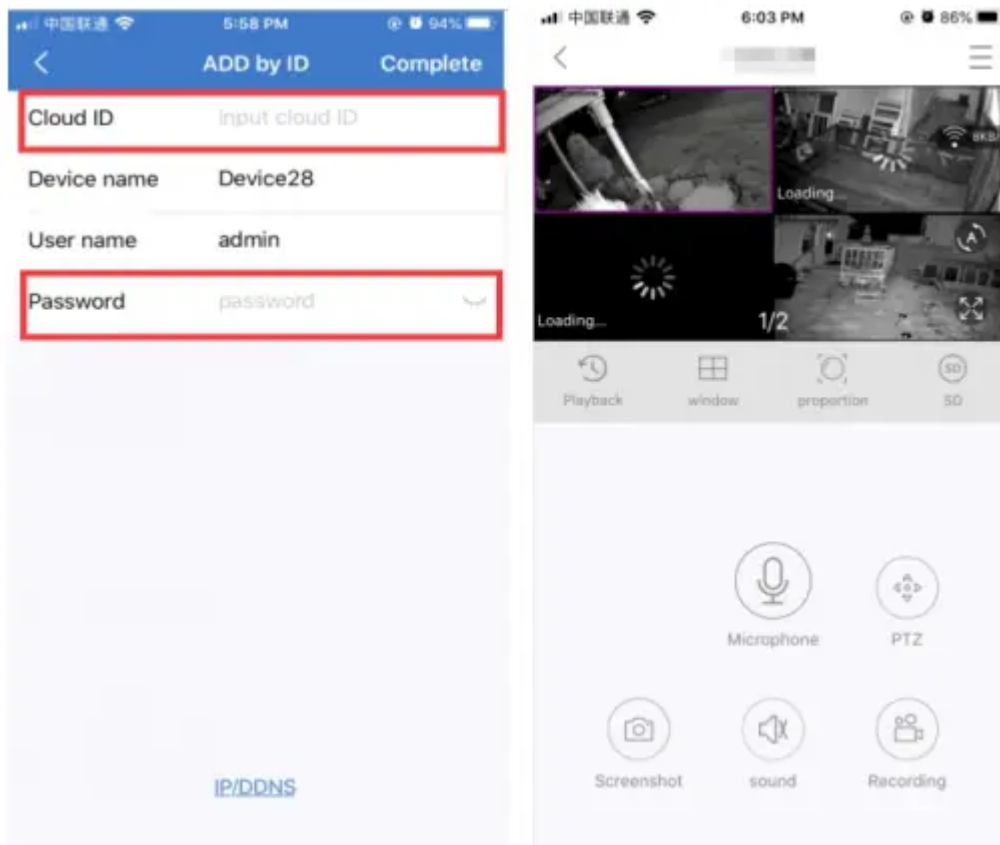 中国联通 5:58 PM 94%
ADD by ID Complete
Cloud ID input cloud ID
Device name Device28
User name admin
Password password
IP/DDNS
中国联通 6:03 PM 86%
8KB/
Loading...
A
Loading...
1/2
Playback window proportion SD
SD
Microphone PTZ
Screenshot sound Recording